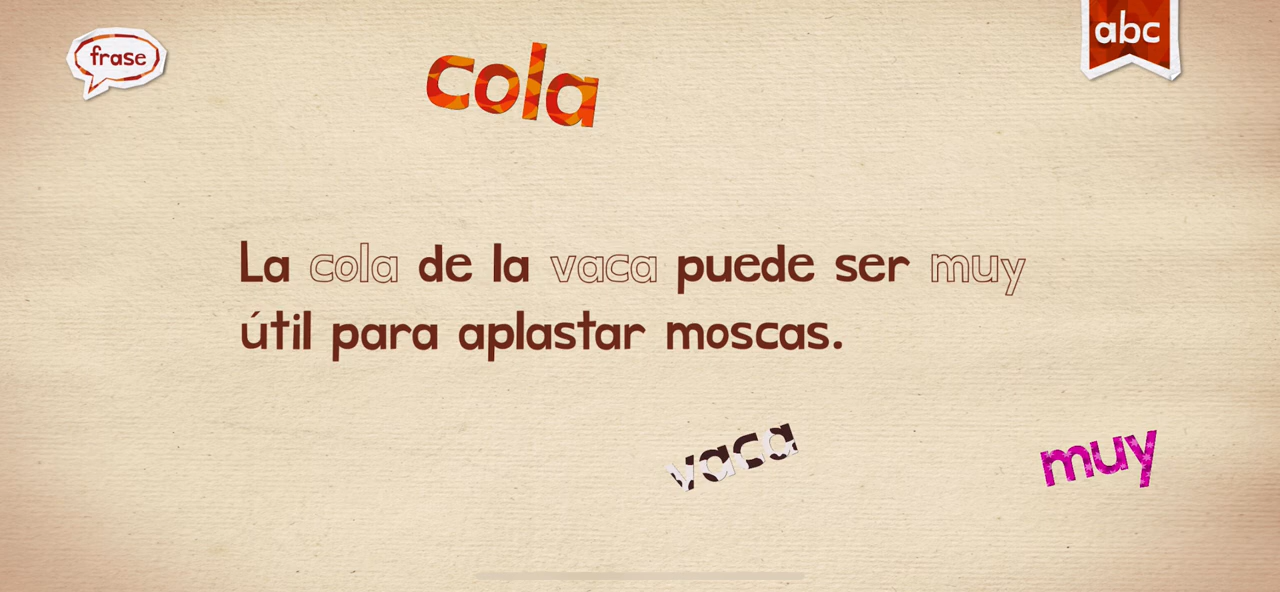 frase
abc
cola
La cola de la vaca puede ser muy
útil para aplastar moscas.
vaca
muy